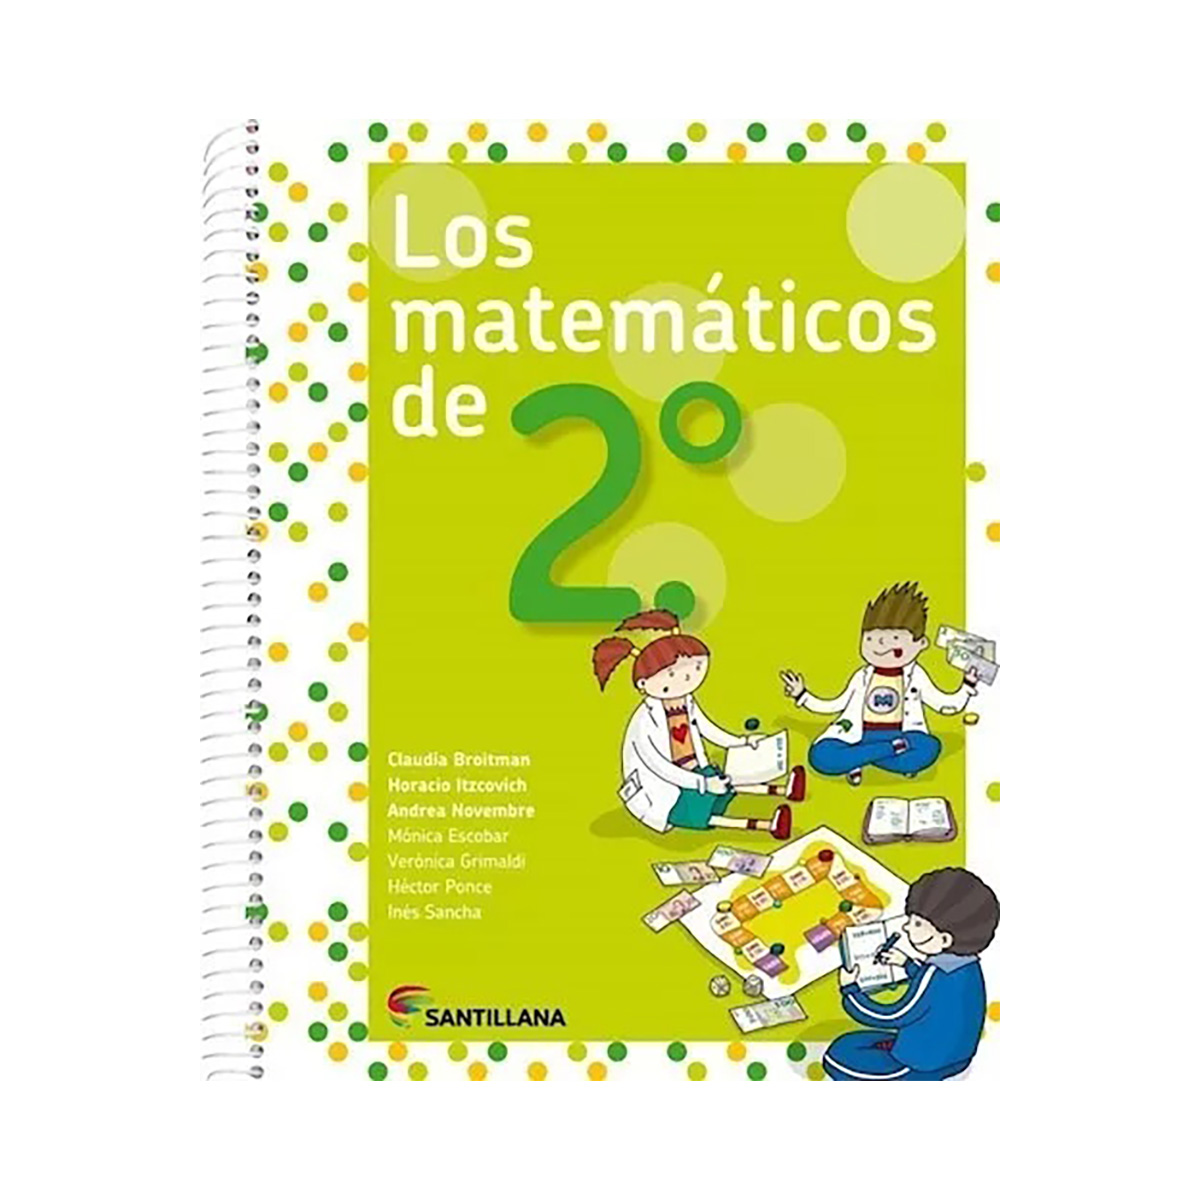 Los
matemáticos
de 2.º
Claudia Broitman
Horacio Itzcovich
Andrea Novembre
Mónica Escobar
Verónica Grimaldi
Héctor Ponce
Inés Sancha
SANTILLANA
M
100